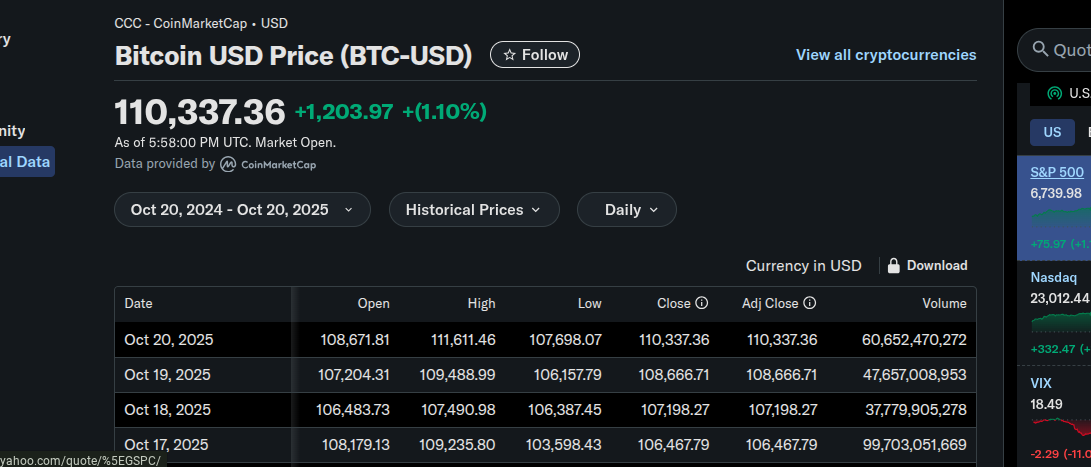 CCC - CoinMarketCap • USD
Bitcoin USD Price (BTC-USD)
Follow
View all cryptocurrencies
110,337.36 +1,203.97 +(1.10%)
As of 5:58:00 PM UTC. Market Open.
Data provided by CoinMarketCap
Oct 20, 2024 - Oct 20, 2025 Historical Prices Daily
Currency in USD Download
Date Open High Low Close Adj Close Volume
Oct 20, 2025 108,671.81 111,611.46 107,698.07 110,337.36 110,337.36 60,652,470,272
Oct 19, 2025 107,204.31 109,488.99 106,157.79 108,666.71 108,666.71 47,657,008,953
Oct 18, 2025 106,483.73 107,490.98 106,387.45 107,198.27 107,198.27 37,779,905,278
Oct 17, 2025 108,179.13 109,235.80 103,598.43 106,467.79 106,467.79 99,703,051,669
ry
nity
al Data
yahoo.com/quote/%5EGSPC/
Quot
U.S
US
S&P 500
6,739.98
+75.97 (+1.
Nasdaq
23,012.44
+332.47 (+
VIX
18.49
-2.29 (-11.0